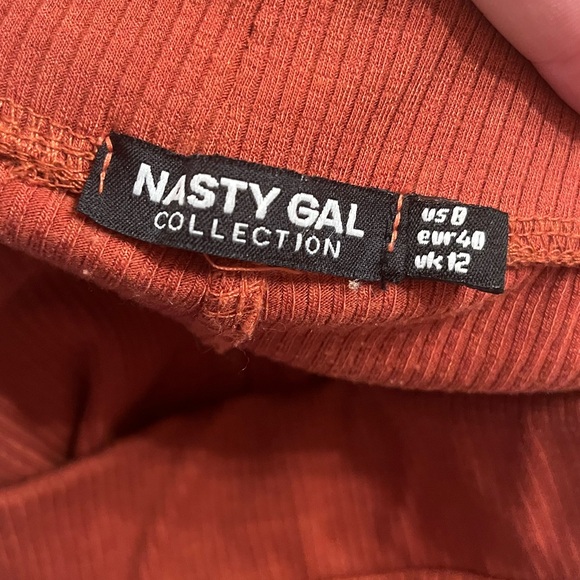 NASTY GAL
COLLECTION
us 8
eur 40
uk 12